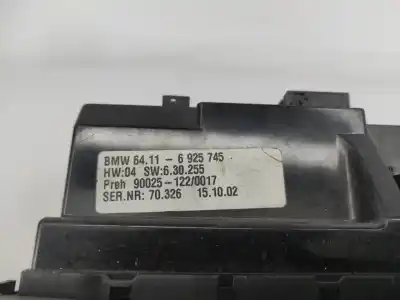 BMW 64.11 - 6 925 745
HW:04 SW:6.30.255
Preh 90025-122/0017
SER.NR: 70.326 15.10.02